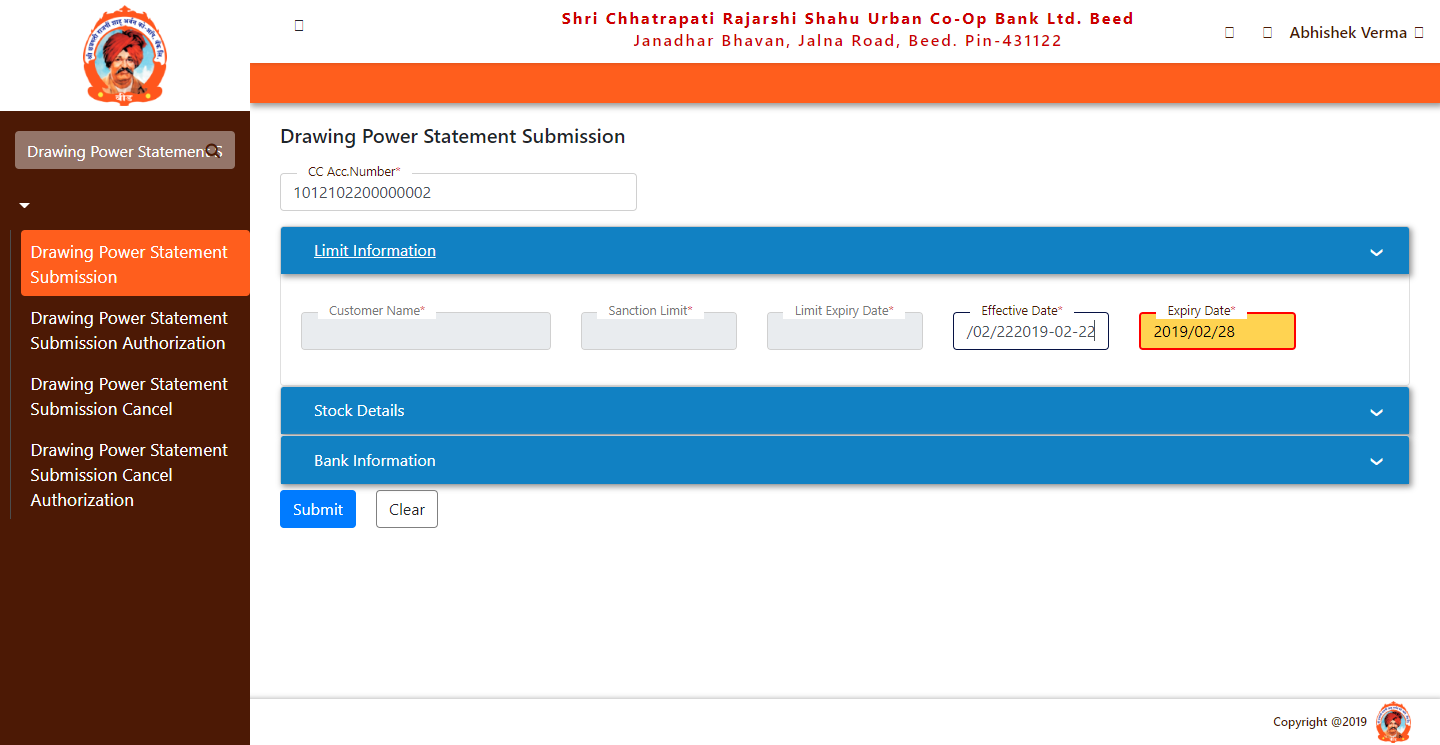 Shri Chhatrapati Rajarshi Shahu Urban Co-Op Bank Ltd. Beed
Janadhar Bhavan, Jalna Road, Beed. Pin-431122
Abhishek Verma
बीड
Drawing Power Statement S
Drawing Power Statement
Submission
Drawing Power Statement
Submission Authorization
Drawing Power Statement
Submission Cancel
Drawing Power Statement
Submission Cancel
Authorization
Drawing Power Statement Submission
CC Acc.Number*
1012102200000002
Limit Information
Customer Name*
Sanction Limit*
Limit Expiry Date*
Effective Date*
Expiry Date*
/02/222019-02-22
2019/02/28
Stock Details
Bank Information
Submit
Clear
Copyright @2019